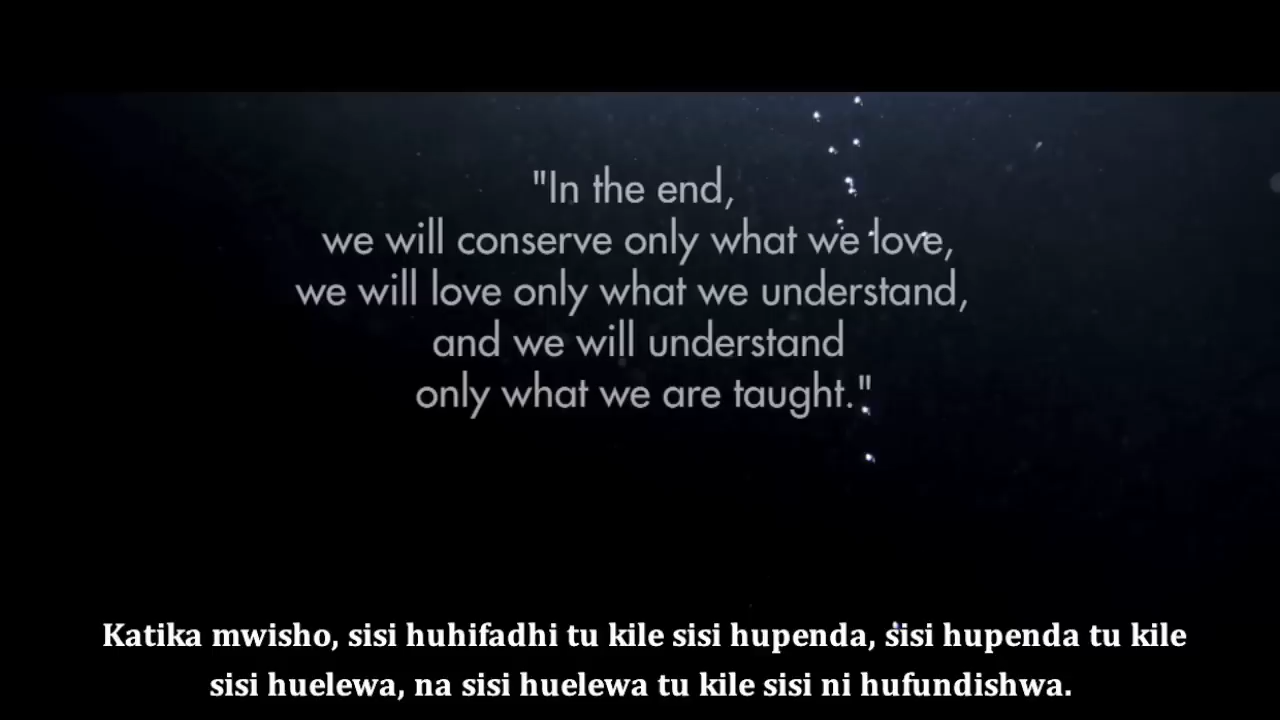 "In the end,
we will conserve only what we love,
we will love only what we understand,
and we will understand
only what we are taught."
Katika mwisho, sisi huhifadhi tu kile sisi hupenda, sisi hupenda tu kile
sisi huelewa, na sisi huelewa tu kile sisi ni hufundishwa.